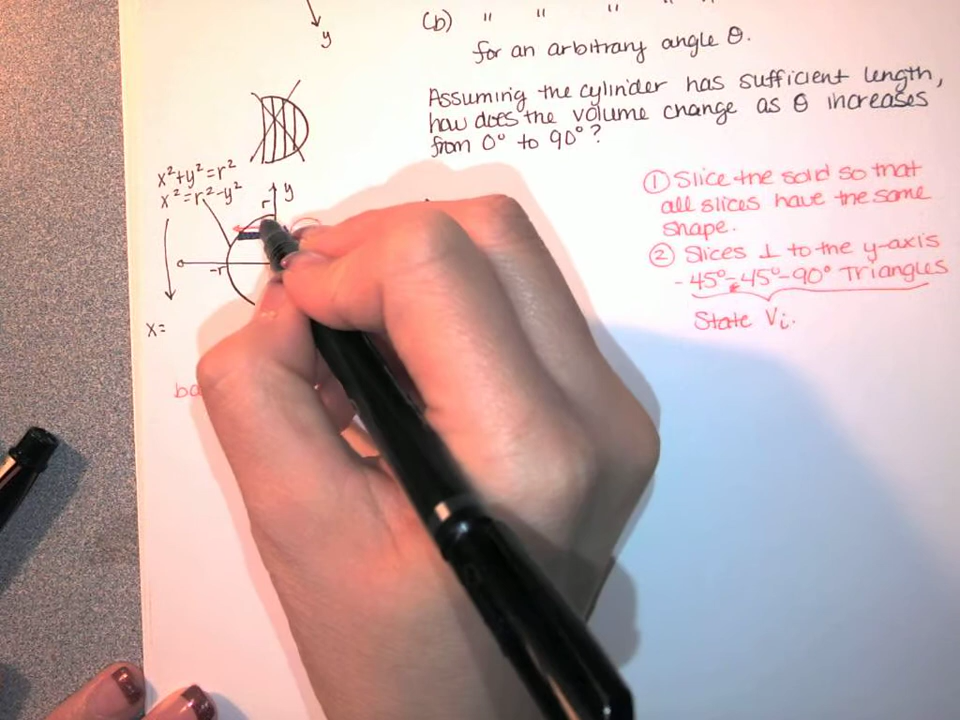 y
(b) " " " " "
for an arbitrary angle θ.
Assuming the cylinder has sufficient length,
how does the volume change as θ increases
from 0° to 90°?
x²+y²=r²
x²=r²-y²
y
r
-r
x=
ba
① Slice the solid so that
all slices have the same
shape.
② Slices ⊥ to the y-axis
- 45°-45°-90° Triangles
State Vi.